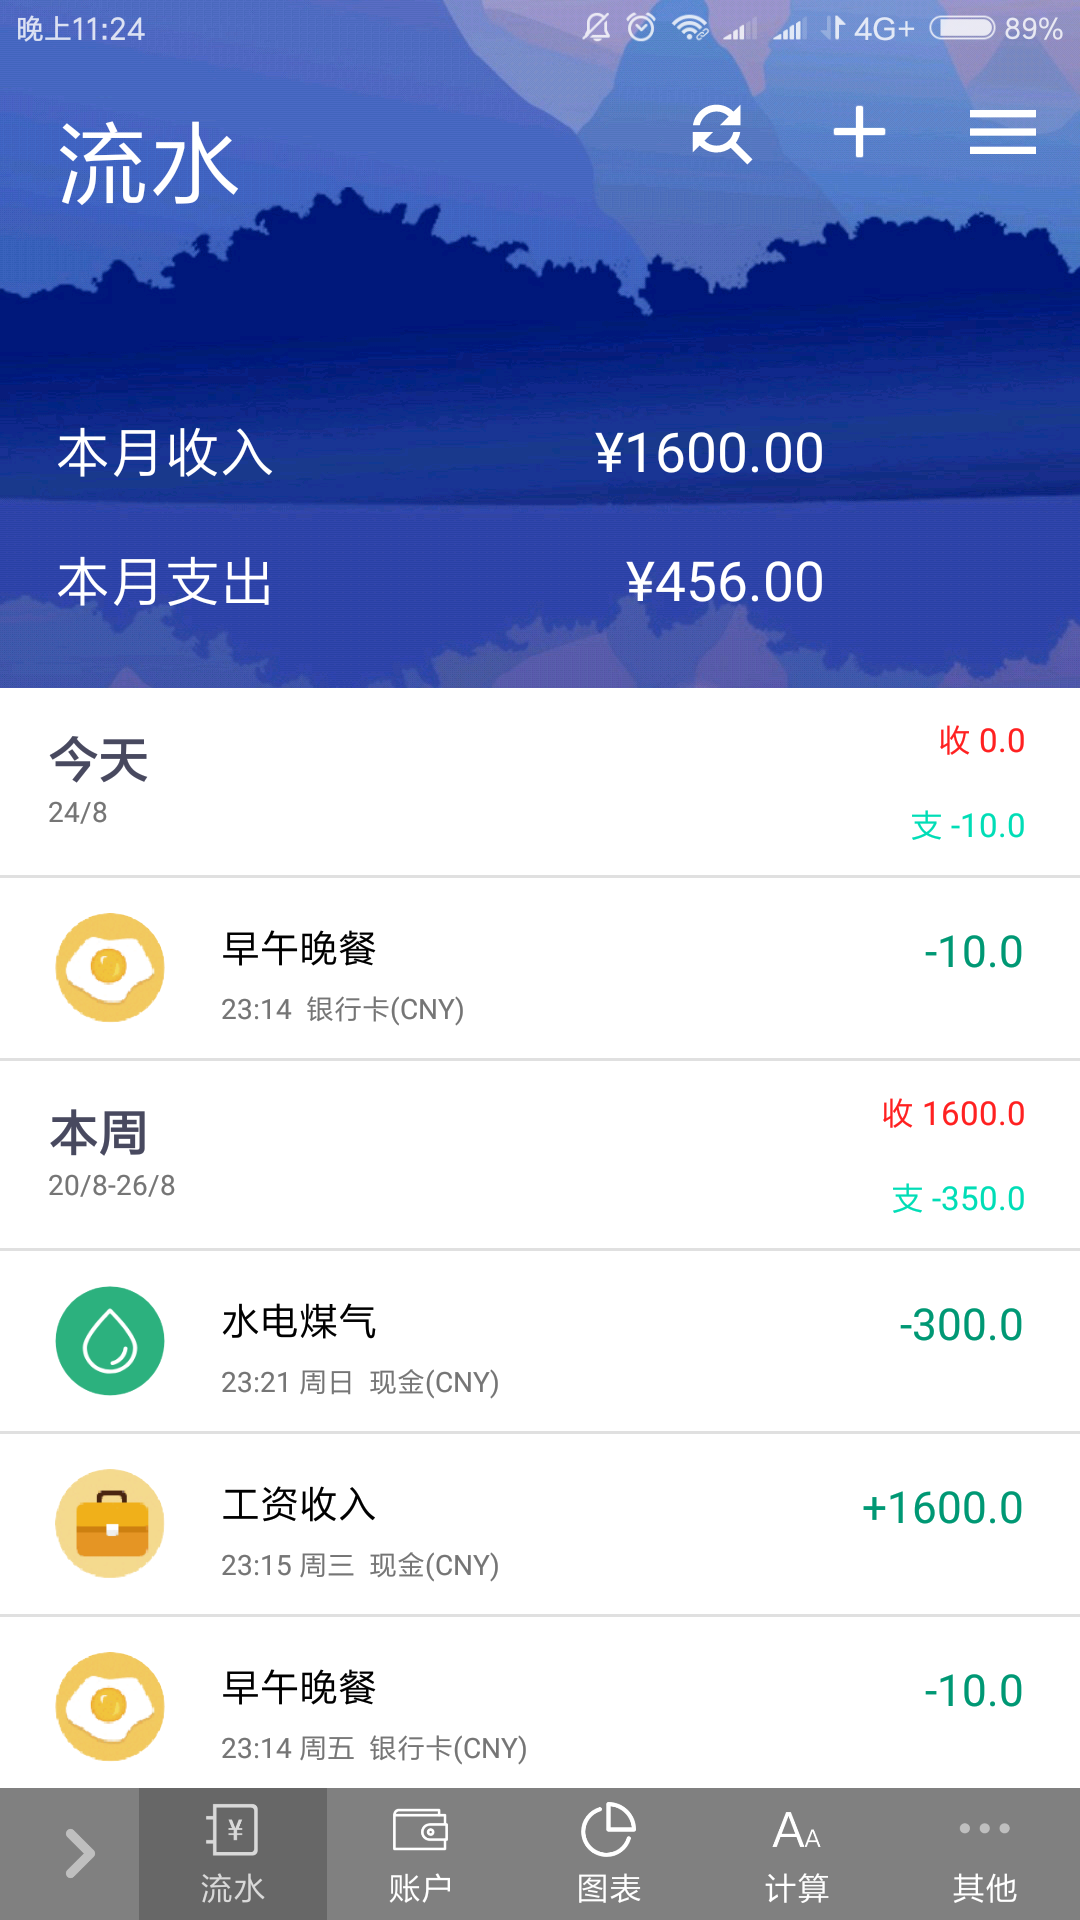 晚上11:24 4G+ 89%
流水
本月收入 ¥1600.00
本月支出 ¥456.00
今天 收 0.0
24/8 支 -10.0
早午晚餐 -10.0
23:14 银行卡(CNY)
本周 收 1600.0
20/8-26/8 支 -350.0
水电煤气 -300.0
23:21 周日 现金(CNY)
工资收入 +1600.0
23:15 周三 现金(CNY)
早午晚餐 -10.0
23:14 周五 银行卡(CNY)
¥ AA
流水 账户 图表 计算 其他